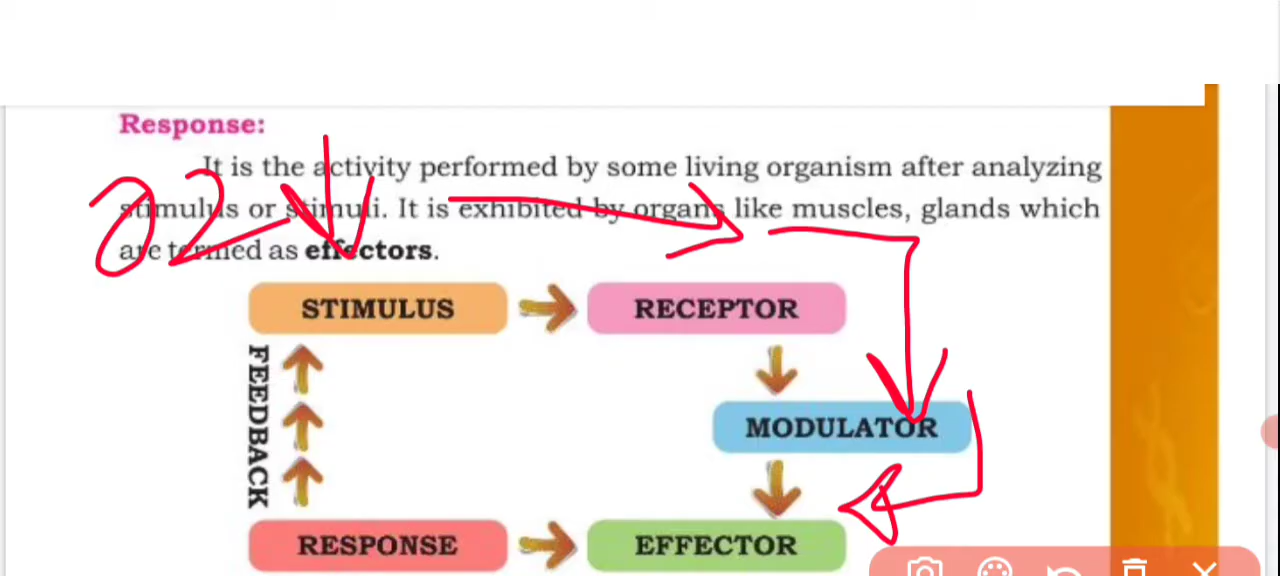 Response:
It is the activity performed by some living organism after analyzing
stimulus or stimuli. It is exhibited by organs like muscles, glands which
are termed as effectors.
STIMULUS RECEPTOR
FEEDBACK
MODULATOR
RESPONSE EFFECTOR